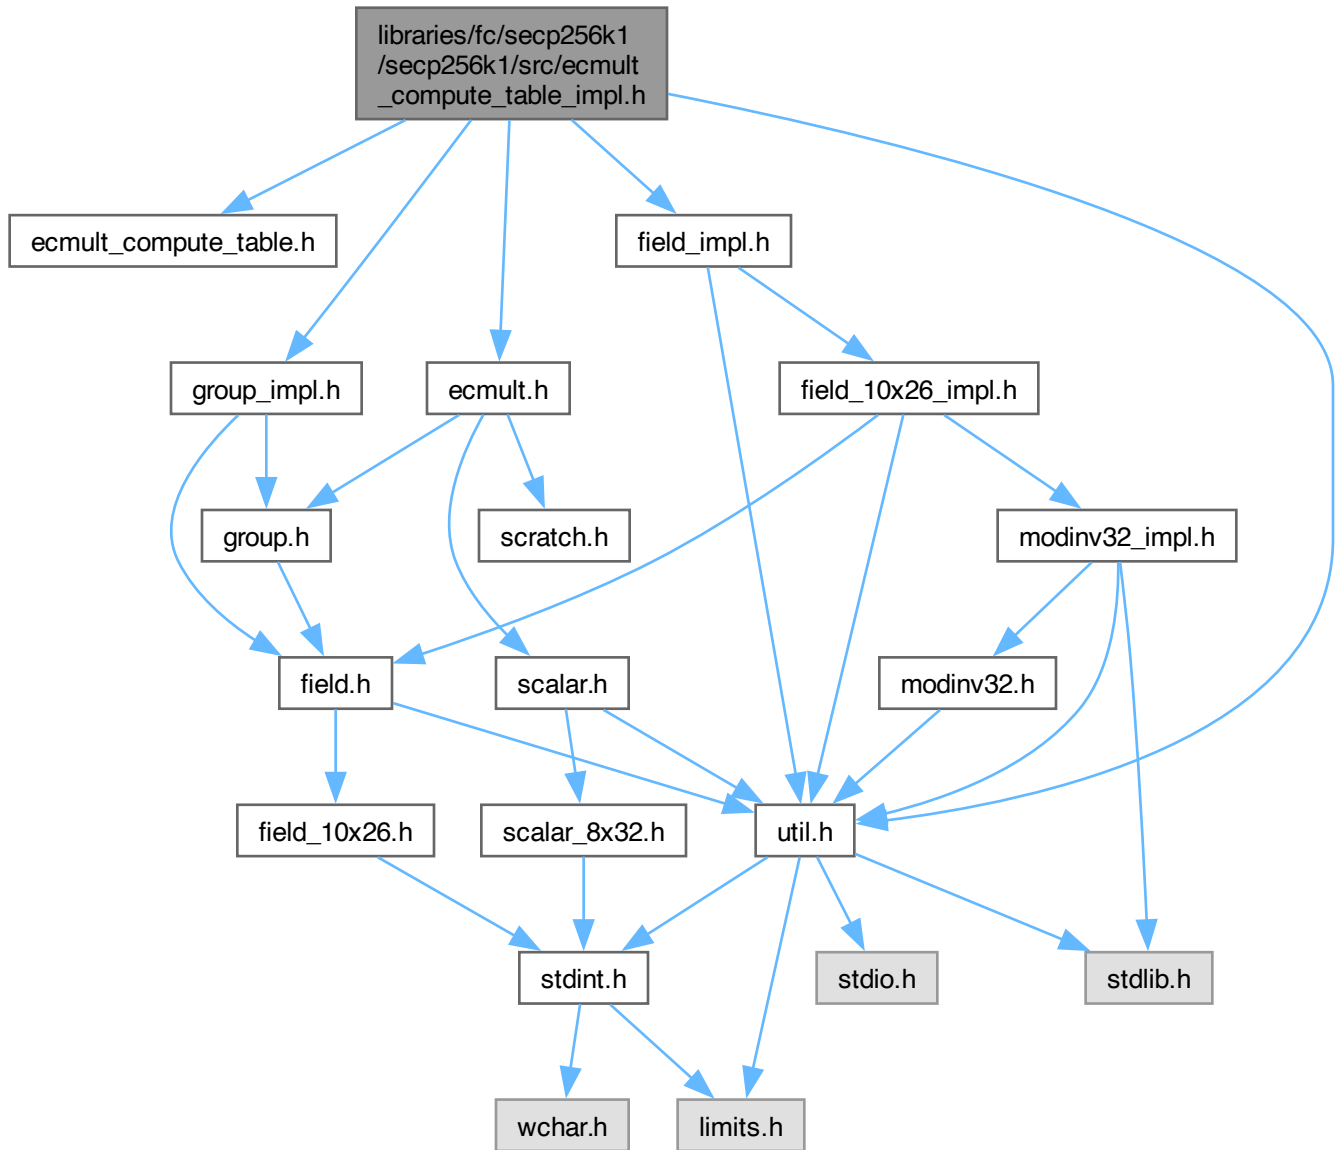 libraries/fc/secp256k1
/secp256k1/src/ecmult
_compute_table_impl.h
ecmult_compute_table.h
field_impl.h
group_impl.h
ecmult.h
field_10x26_impl.h
group.h
scratch.h
modinv32_impl.h
field.h
scalar.h
modinv32.h
field_10x26.h
scalar_8x32.h
util.h
stdint.h
stdio.h
stdlib.h
wchar.h
limits.h